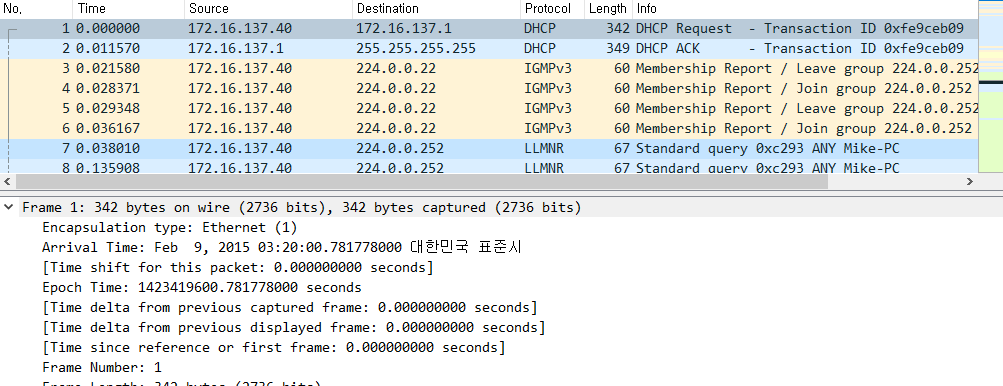 No. Time Source Destination Protocol Length Info
1 0.000000 172.16.137.40 172.16.137.1 DHCP 342 DHCP Request - Transaction ID 0xfe9ceb09
2 0.011570 172.16.137.1 255.255.255.255 DHCP 349 DHCP ACK - Transaction ID 0xfe9ceb09
3 0.021580 172.16.137.40 224.0.0.22 IGMPv3 60 Membership Report / Leave group 224.0.0.252
4 0.028371 172.16.137.40 224.0.0.22 IGMPv3 60 Membership Report / Join group 224.0.0.252
5 0.029348 172.16.137.40 224.0.0.22 IGMPv3 60 Membership Report / Leave group 224.0.0.252
6 0.036167 172.16.137.40 224.0.0.22 IGMPv3 60 Membership Report / Join group 224.0.0.252
7 0.038010 172.16.137.40 224.0.0.252 LLMNR 67 Standard query 0xc293 ANY Mike-PC
8 0.135908 172.16.137.40 224.0.0.252 LLMNR 67 Standard query 0xc293 ANY Mike-PC
Frame 1: 342 bytes on wire (2736 bits), 342 bytes captured (2736 bits)
Encapsulation type: Ethernet (1)
Arrival Time: Feb 9, 2015 03:20:00.781778000 대한민국 표준시
[Time shift for this packet: 0.000000000 seconds]
Epoch Time: 1423419600.781778000 seconds
[Time delta from previous captured frame: 0.000000000 seconds]
[Time delta from previous displayed frame: 0.000000000 seconds]
[Time since reference or first frame: 0.000000000 seconds]
Frame Number: 1
Frame Length: 342 bytes (2736 bits)